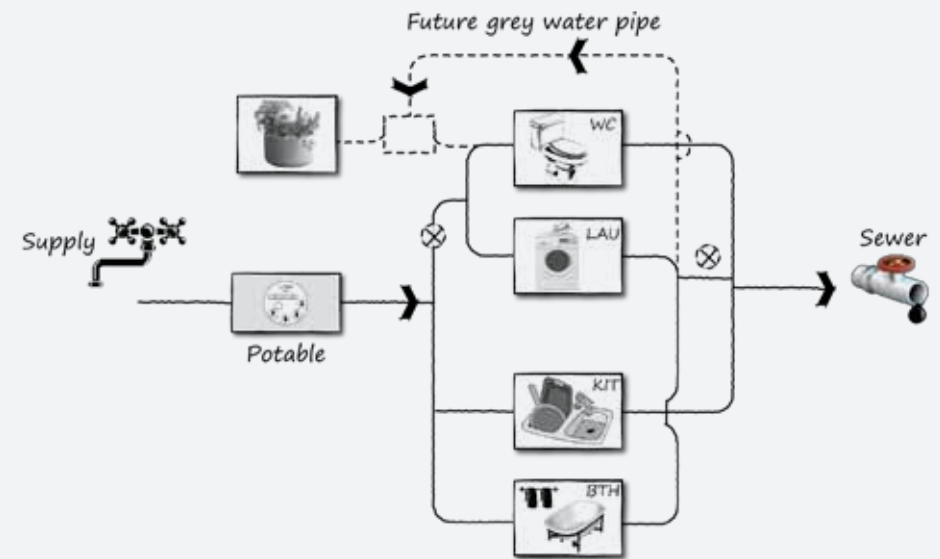 Future grey water pipe
WC
Supply
LAU
Sewer
Potable
KIT
BTH